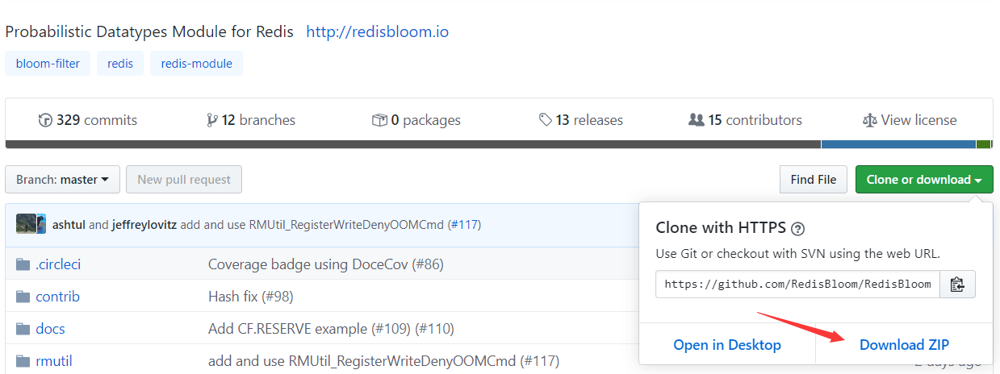 Probabilistic Datatypes Module for Redis http://redisbloom.io
bloom-filter redis redis-module
329 commits 12 branches 0 packages 13 releases 15 contributors View license
Branch: master New pull request Find File Clone or download
ashtul and jeffreylovitz add and use RMUtil_RegisterWriteDenyOOMCmd (#117)
Clone with HTTPS ?
Use Git or checkout with SVN using the web URL.
.circleci Coverage badge using DoceCov (#86)
https://github.com/RedisBloom/RedisBloom
contrib Hash fix (#98)
docs Add CF.RESERVE example (#109) (#110)
Open in Desktop Download ZIP
rmutil add and use RMUtil_RegisterWriteDenyOOMCmd (#117) 2 days ago